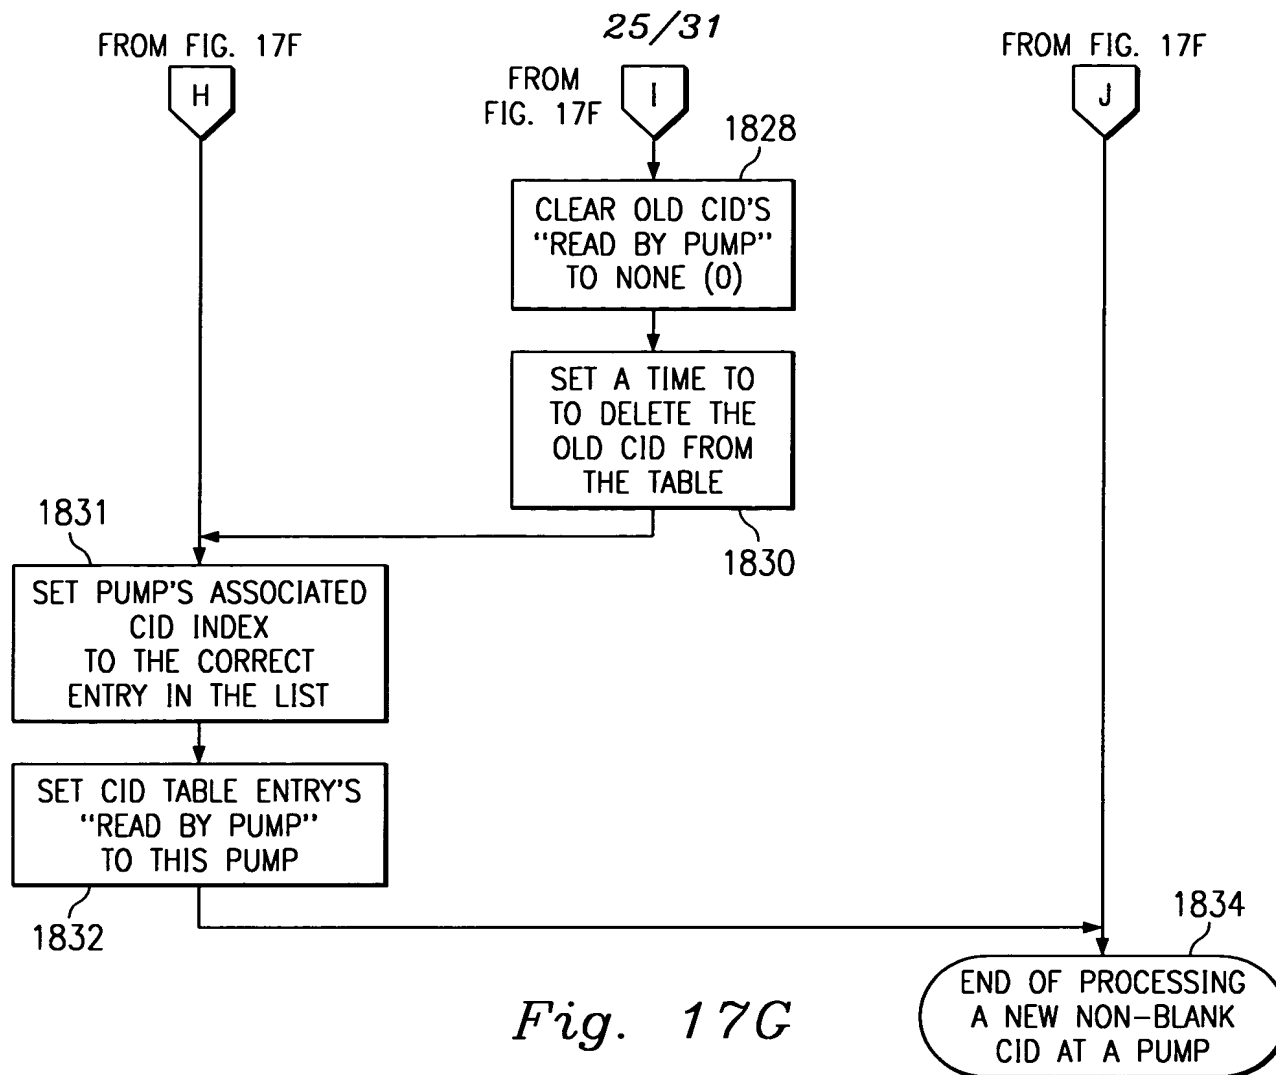 25/31
FROM FIG. 17F
H
FROM
FIG. 17F
I
FROM FIG. 17F
J
1828
CLEAR OLD CID'S
"READ BY PUMP"
TO NONE (0)
SET A TIME TO
TO DELETE THE
OLD CID FROM
THE TABLE
1830
1831
SET PUMP'S ASSOCIATED
CID INDEX
TO THE CORRECT
ENTRY IN THE LIST
SET CID TABLE ENTRY'S
"READ BY PUMP"
TO THIS PUMP
1832
1834
END OF PROCESSING
A NEW NON-BLANK
CID AT A PUMP
Fig. 17G